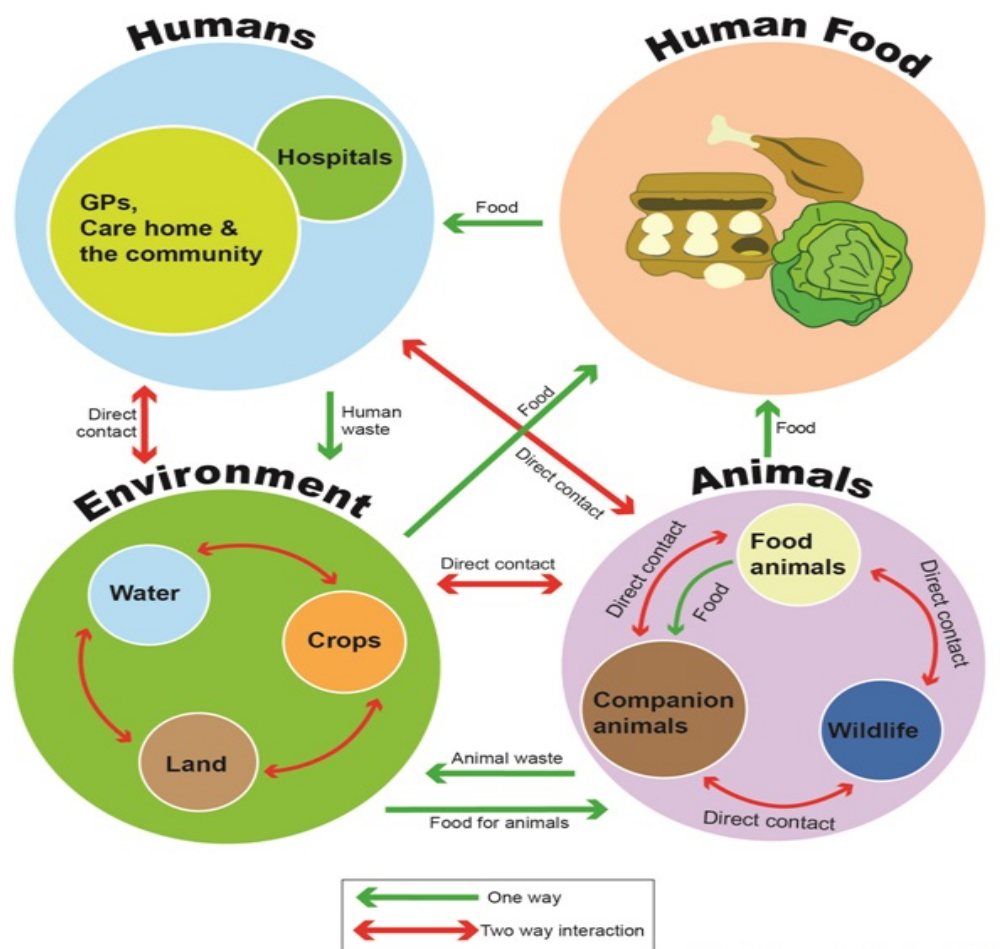 Humans
Human Food
Hospitals
GPs,
Care home &
the community
Food
Direct
contact
Human
waste
Food
Direct contact
Food
Environment
Animals
Water
Crops
Land
Direct contact
Direct contact
Food
Food
animals
Direct contact
Companion
animals
Wildlife
Direct contact
Animal waste
Food for animals
One way
Two way interaction